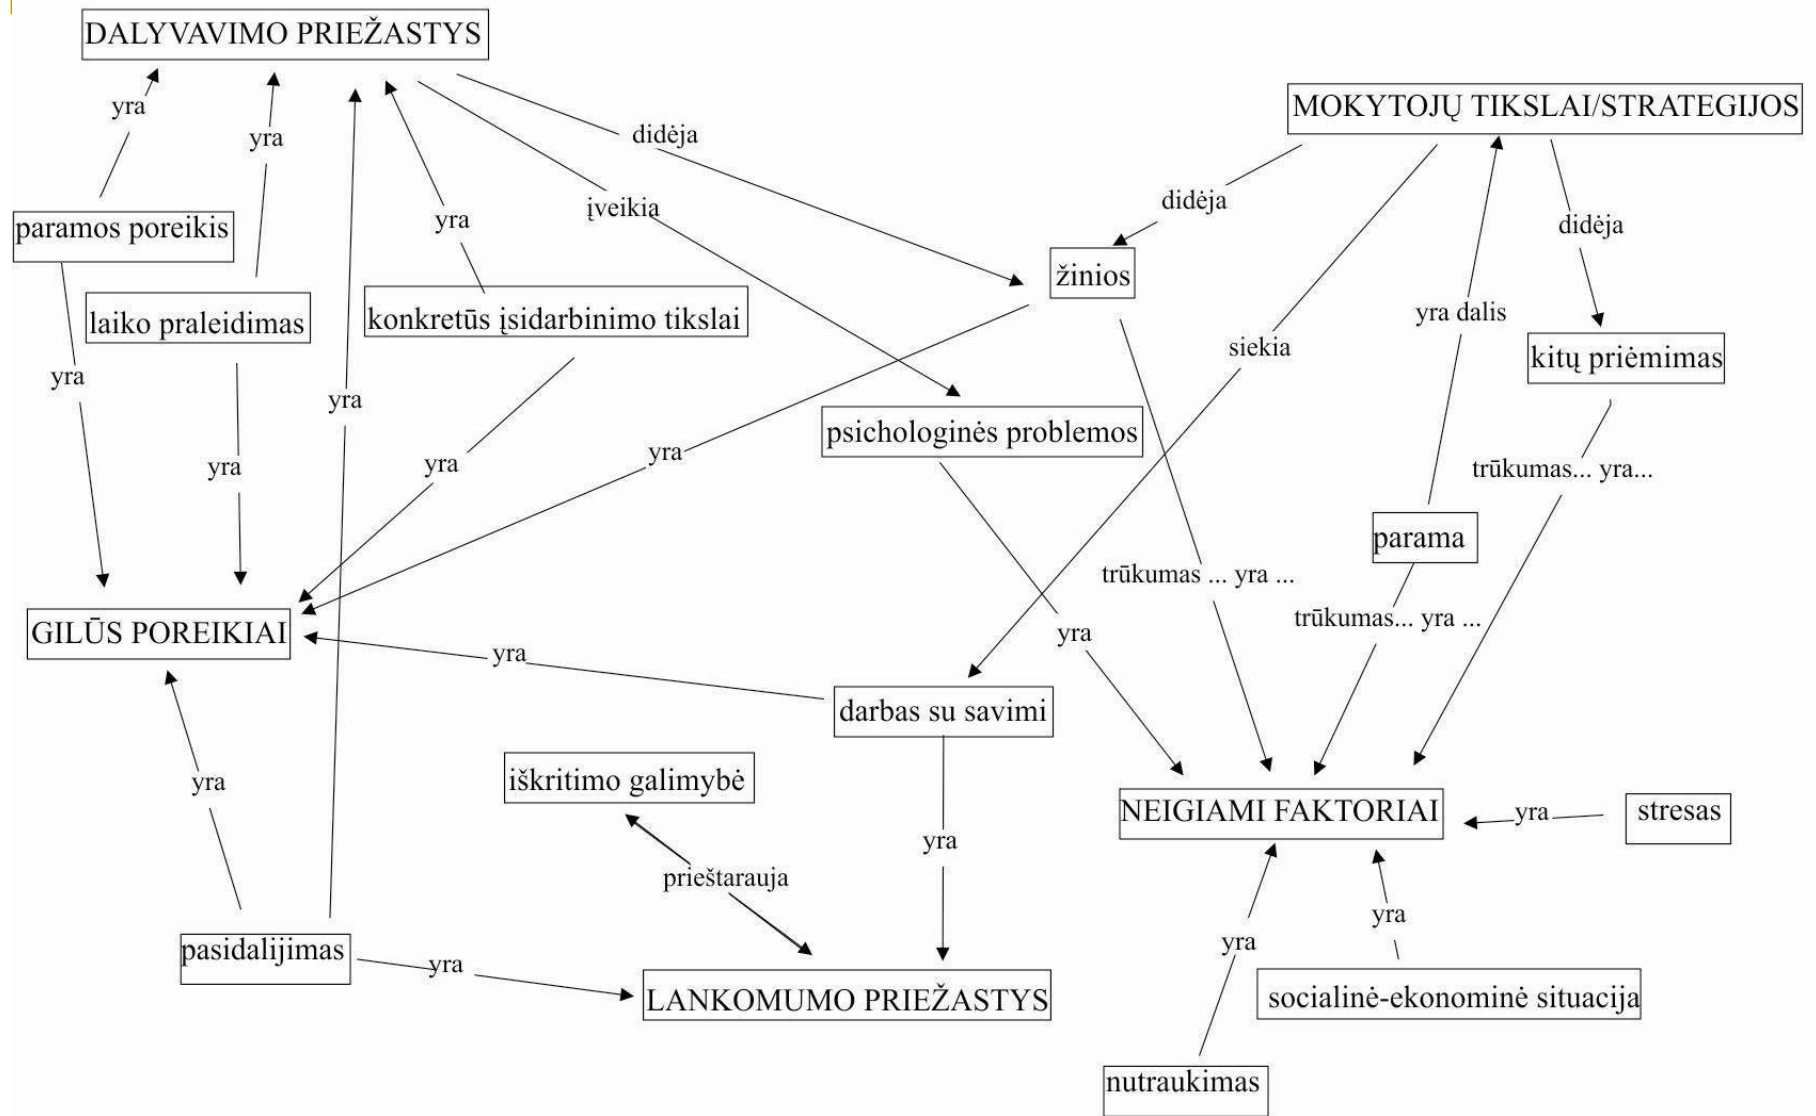 DALYVAVIMO PRIEŽASTYS
MOKYTOJŲ TIKSLAI/STRATEGIJOS
yra
yra
didėja
didėja
įveikia
yra
didėja
paramos poreikis
žinios
laiko praleidimas
konkretūs įsidarbinimo tikslai
yra dalis
siekia
kitų priėmimas
yra
yra
psichologinės problemos
yra
yra
yra
trūkumas... yra...
parama
trūkumas ... yra ...
trūkumas... yra ...
GILŪS POREIKIAI
yra
yra
darbas su savimi
iškritimo galimybė
yra
NEIGIAMI FAKTORIAI
yra
stresas
yra
prieštarauja
yra
yra
pasidalijimas
yra
LANKOMUMO PRIEŽASTYS
socialinė-ekonominė situacija
nutraukimas